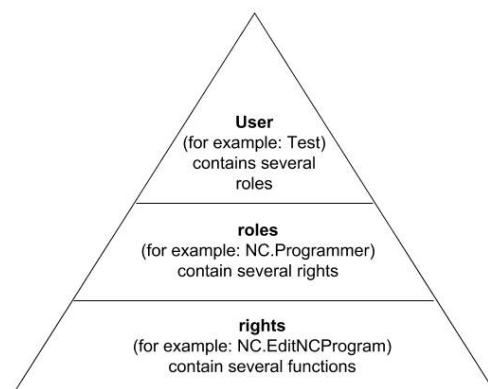 User
(for example: Test)
contains several
roles
roles
(for example: NC.Programmer)
contain several rights
rights
(for example: NC.EditNCProgram)
contain several functions